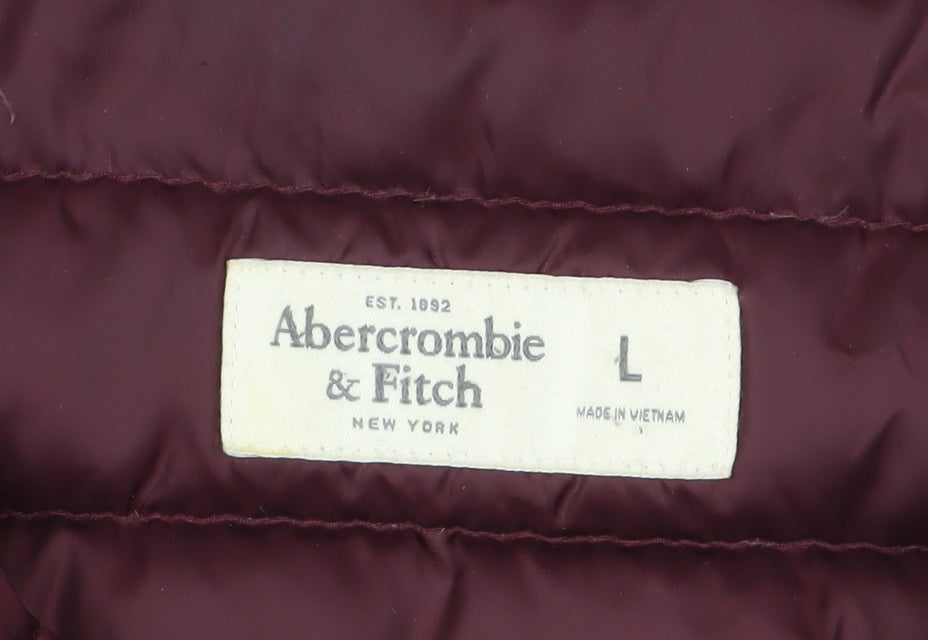 EST. 1892
Abercrombie
& Fitch
NEW YORK
L
MADE IN VIETNAM